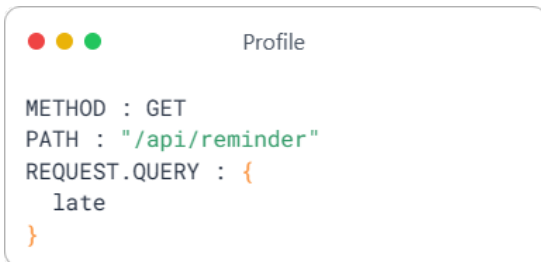 Profile
METHOD : GET
PATH : "/api/reminder"
REQUEST.QUERY : {
  late
}